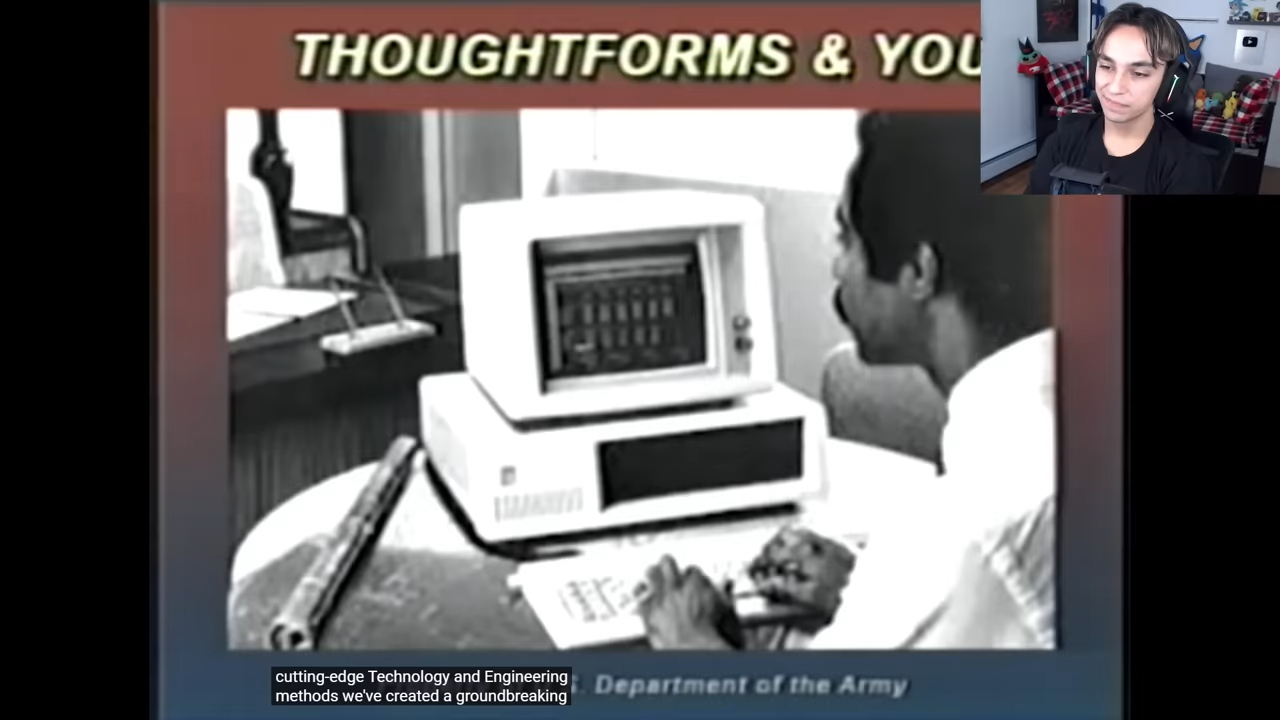 THOUGHTFORMS & YOU
cutting-edge Technology and Engineering
methods we've created a groundbreaking
. Department of the Army